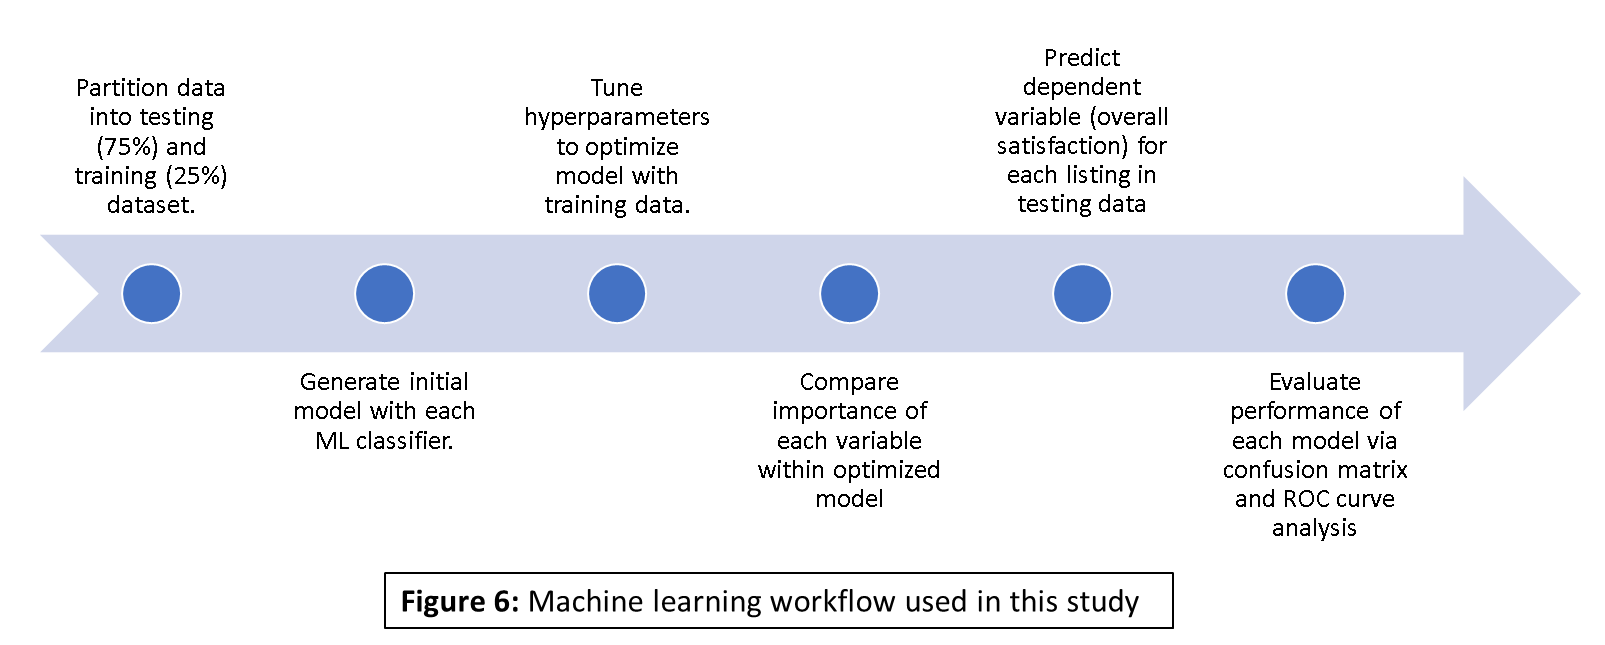 Partition data
into testing
(75%) and
training (25%)
dataset.
Generate initial
model with each
ML classifier.
Tune
hyperparameters
to optimize
model with
training data.
Compare
importance of
each variable
within optimized
model
Predict
dependent
variable (overall
satisfaction) for
each listing in
testing data
Evaluate
performance of
each model via
confusion matrix
and ROC curve
analysis
Figure 6: Machine learning workflow used in this study